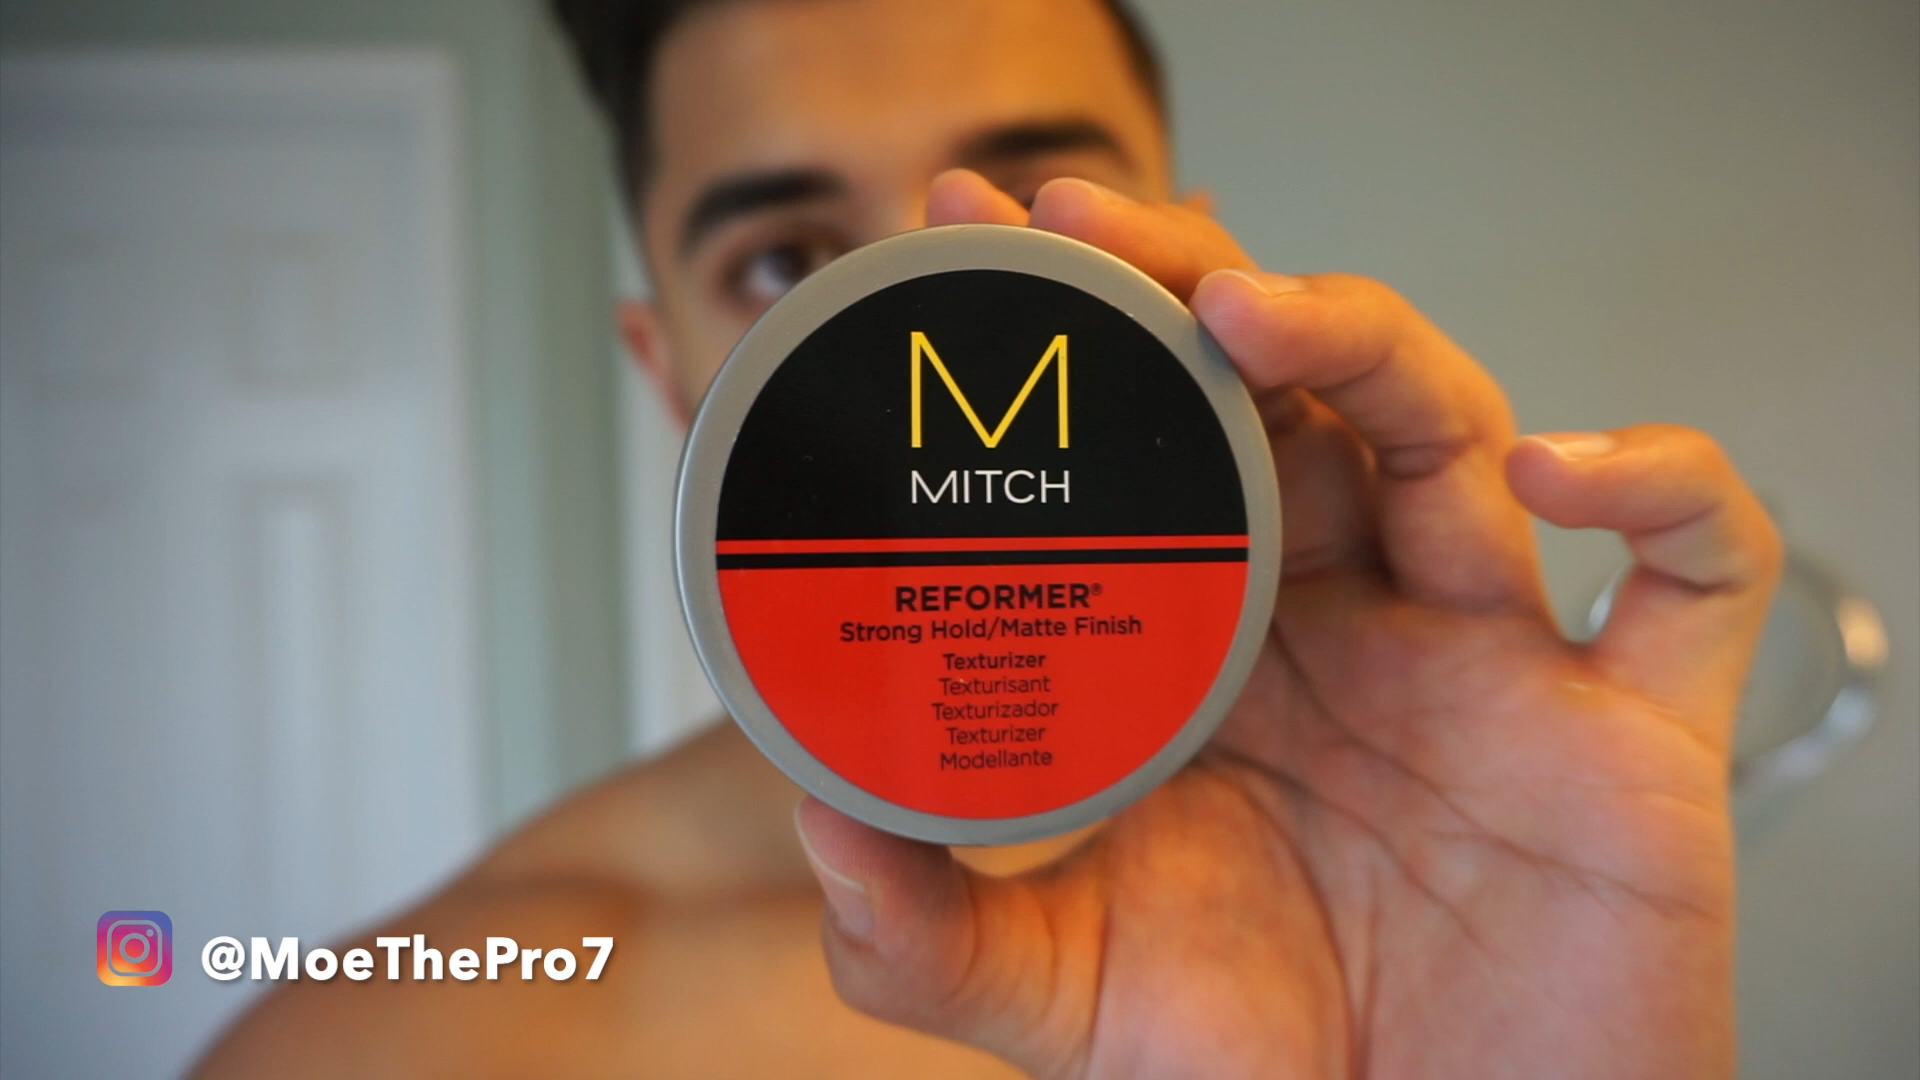 M
MITCH
REFORMER®
Strong Hold/Matte Finish
Texturizer
Texturisant
Texturizador
Texturizer
Modellante
@MoeThePro7